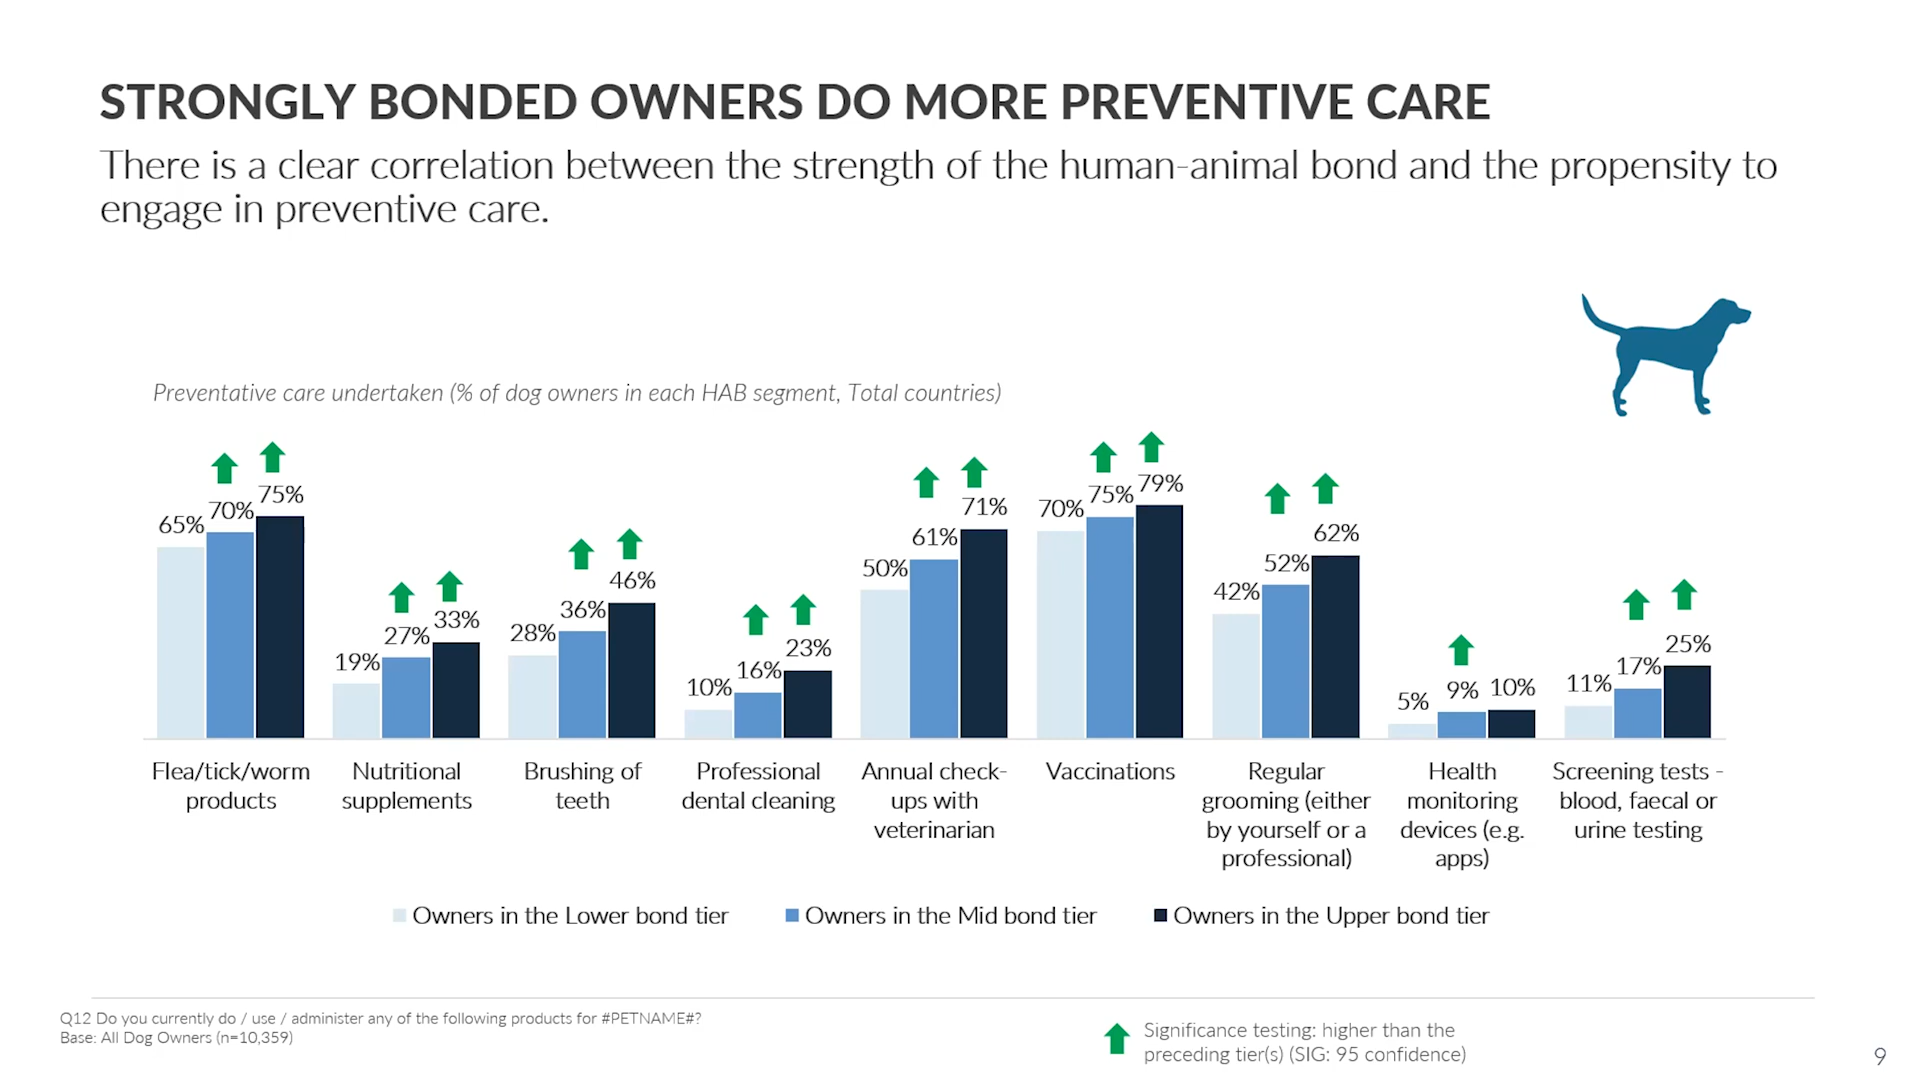 STRONGLY BONDED OWNERS DO MORE PREVENTIVE CARE
There is a clear correlation between the strength of the human-animal bond and the propensity to
engage in preventive care.
Preventative care undertaken (% of dog owners in each HAB segment, Total countries)
65% 70% 75%
19% 27% 33%
28% 36% 46%
10% 16% 23%
50% 61% 71%
70% 75% 79%
42% 52% 62%
5% 9% 10%
11% 17% 25%
Flea/tick/worm
products
Nutritional
supplements
Brushing of
teeth
Professional
dental cleaning
Annual check-
ups with
veterinarian
Vaccinations
Regular
grooming (either
by yourself or a
professional)
Health
monitoring
devices (e.g.
apps)
Screening tests -
blood, faecal or
urine testing
Owners in the Lower bond tier
Owners in the Mid bond tier
Owners in the Upper bond tier
Q12 Do you currently do / use / administer any of the following products for #PETNAME#?
Base: All Dog Owners (n=10,359)
Significance testing: higher than the
preceding tier(s) (SIG: 95 confidence)
9